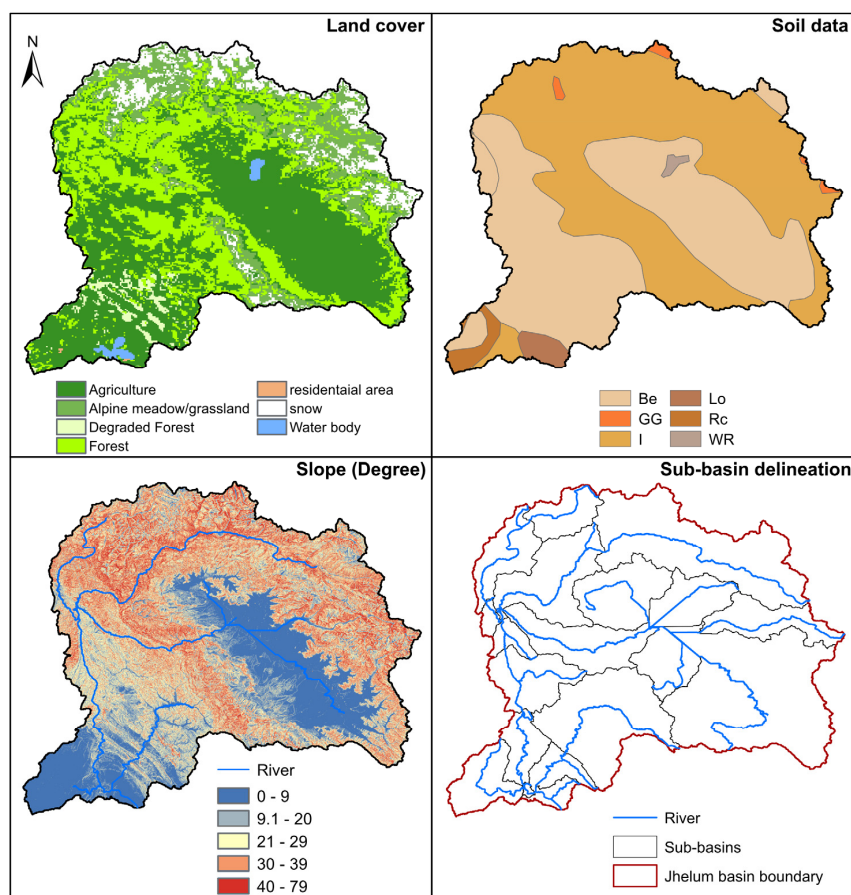 Land cover
N
Agriculture
Alpine meadow/grassland
Degraded Forest
Forest
residentaial area
snow
Water body
Soil data
Be
GG
I
Lo
Rc
WR
Slope (Degree)
River
0 - 9
9.1 - 20
21 - 29
30 - 39
40 - 79
Sub-basin delineation
River
Sub-basins
Jhelum basin boundary